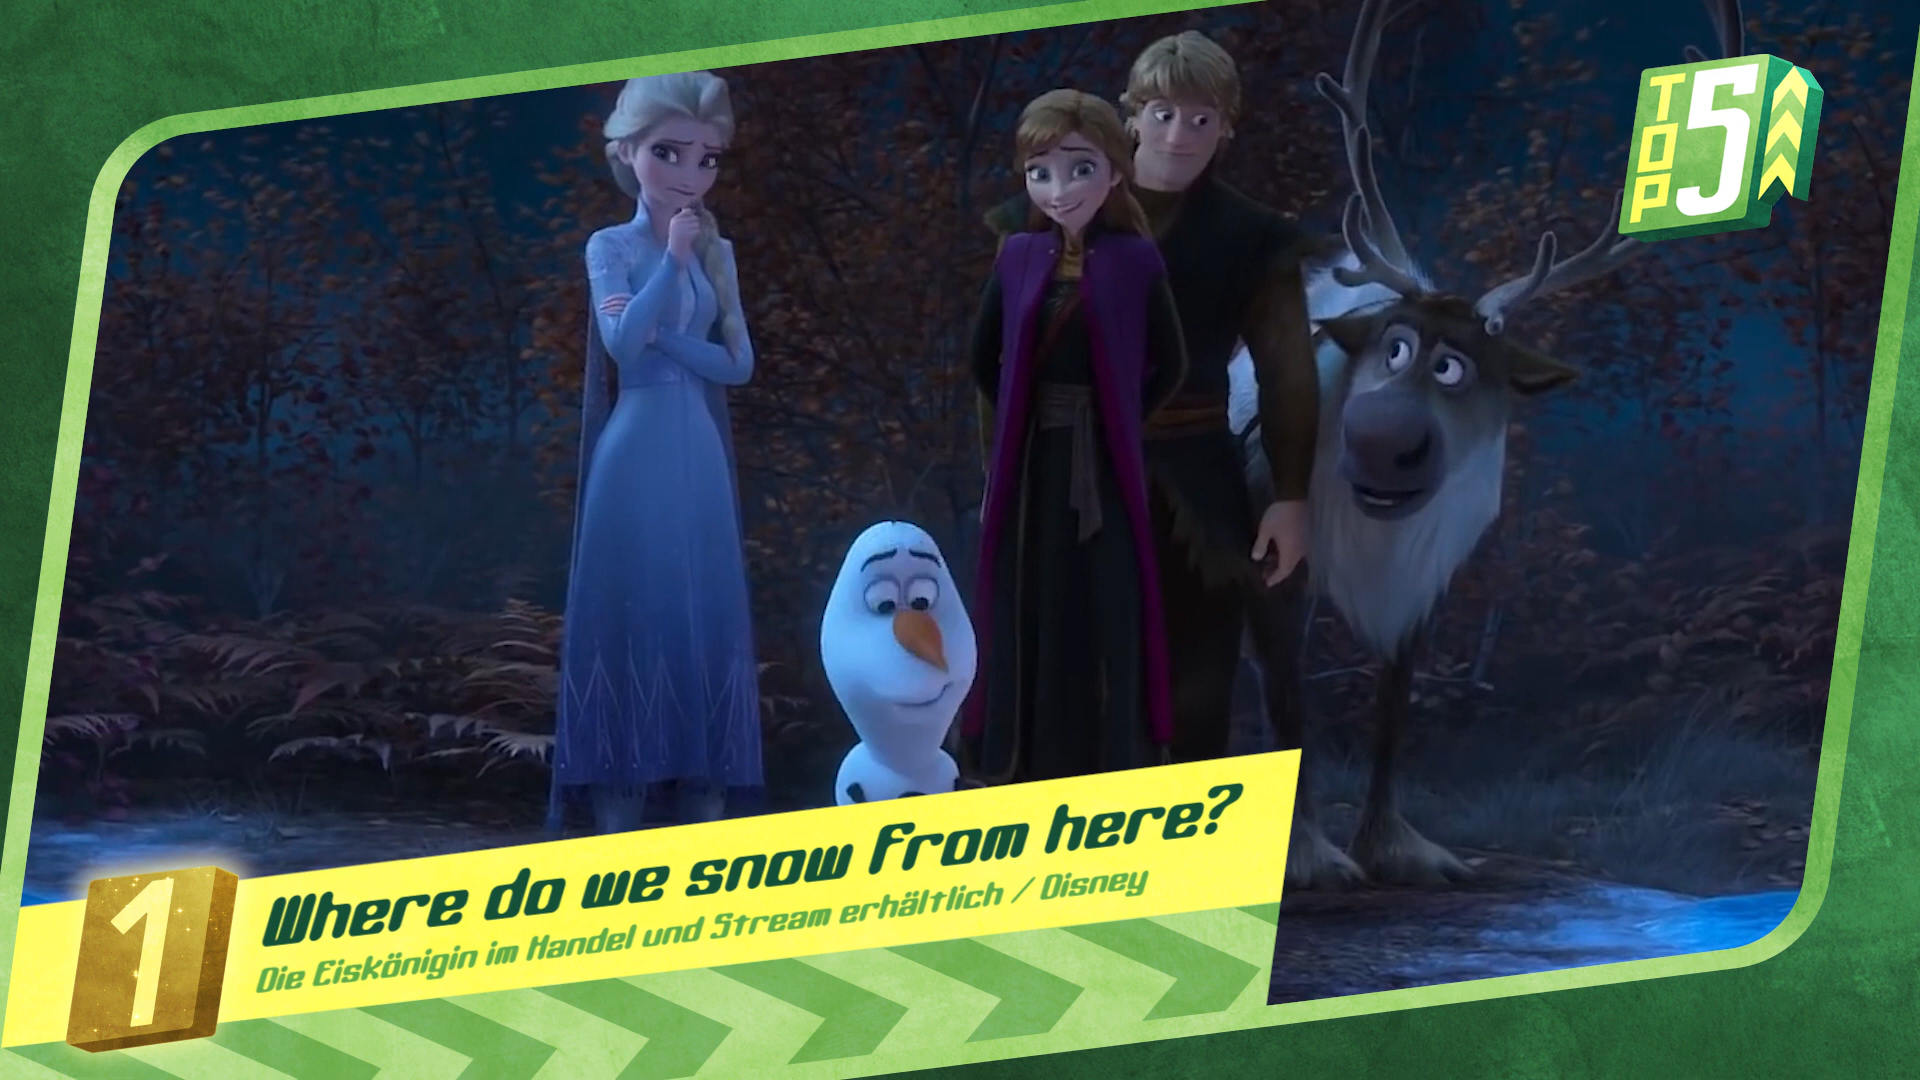 TOP 5
1
Where do we snow from here?
Die Eiskönigin im Handel und Stream erhältlich / Disney